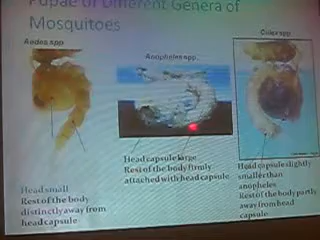 Pupae of Different Genera of
Mosquitoes
Aedes spp
Anopheles spp.
Culex spp.
Head small
Rest of the body
distinctly away from
head capsule
Head capsule large
Rest of the body firmly
attached with head capsule
Head capsule slightly
smaller than
anopheles
Rest of the body partly
away from head
capsule